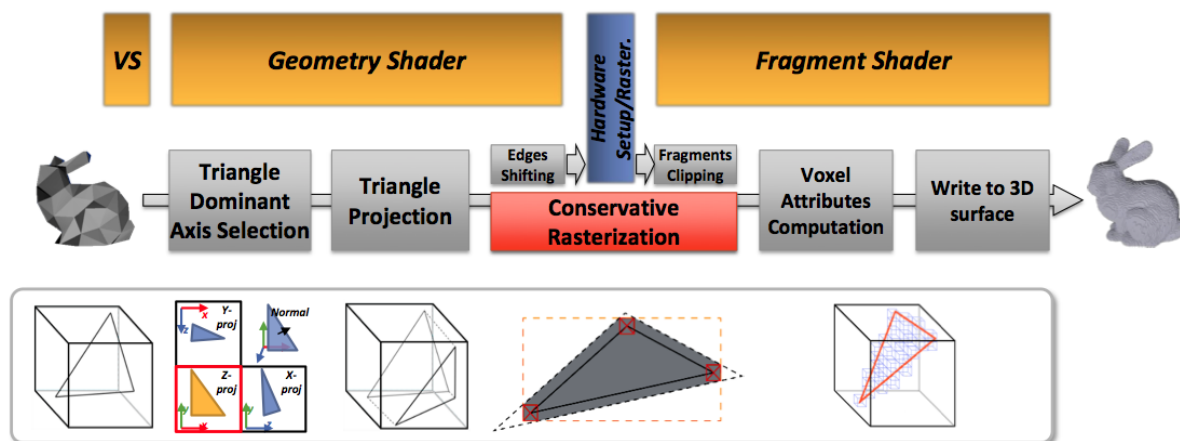 VS
Geometry Shader
Hardware
Setup/Raster.
Fragment Shader
Triangle
Dominant
Axis Selection
Triangle
Projection
Edges
Shifting
Fragments
Clipping
Conservative
Rasterization
Voxel
Attributes
Computation
Write to 3D
surface
x
z
Y-
proj
Normal
Z-
proj
y
x
X-
proj
y
z